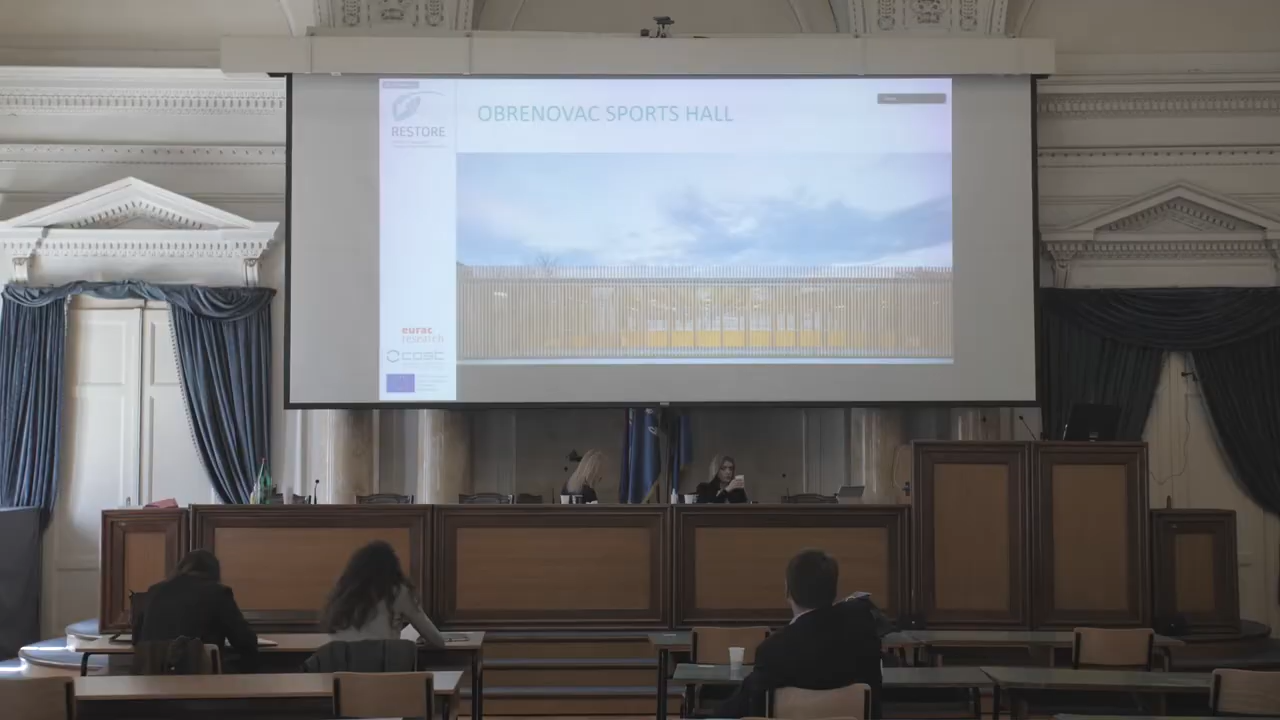 OBRENOVAC SPORTS HALL
RESTORE
eurac
research
cost